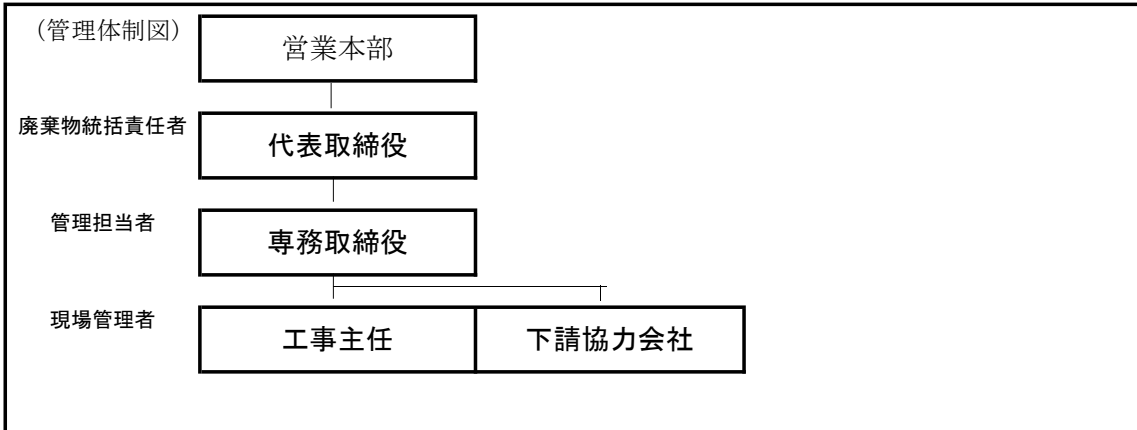 （管理体制図）
営業本部
廃棄物統括責任者
代表取締役
管理担当者
専務取締役
現場管理者
工事主任
下請協力会社